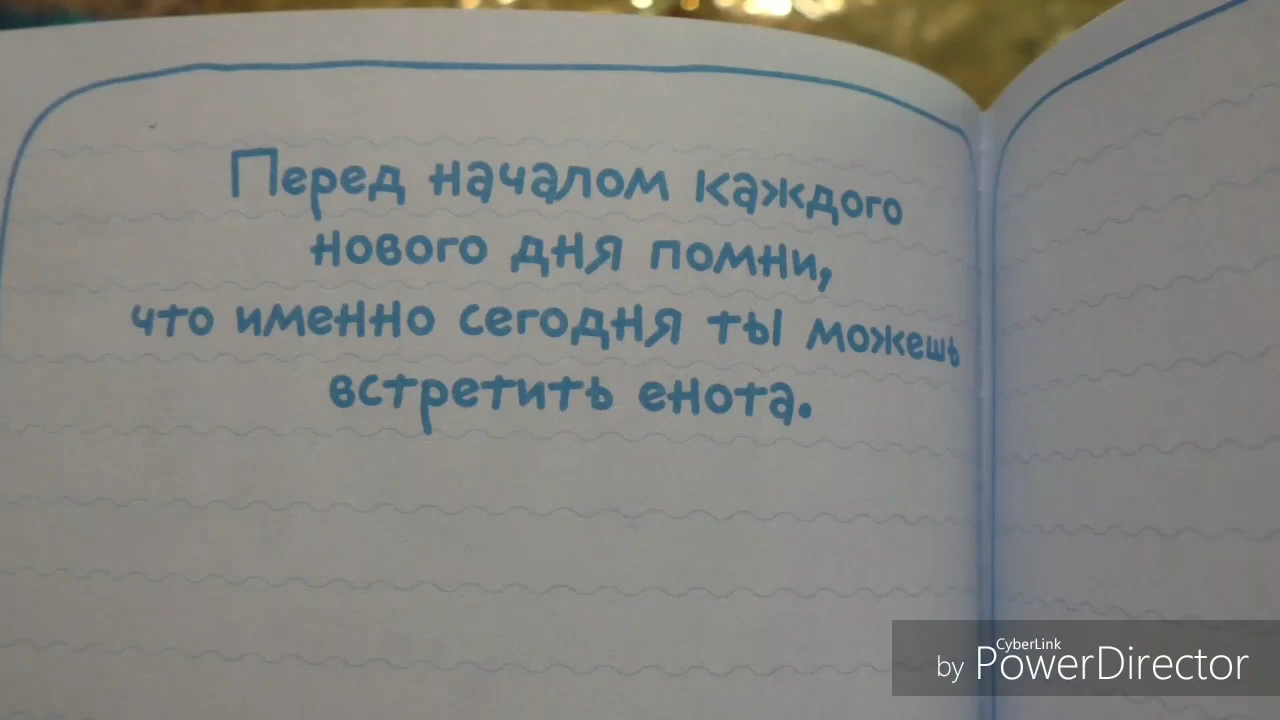 Перед началом каждого
нового дня помни,
что именно сегодня ты можешь
встретить енота.
CyberLink
by PowerDirector